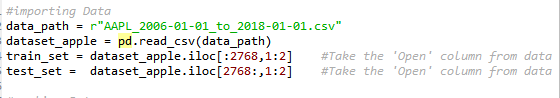 #importing Data
data_path = r"AAPL_2006-01-01_to_2018-01-01.csv"
dataset_apple = pd.read_csv(data_path)
train_set = dataset_apple.iloc[:2768,1:2] #Take the 'Open' column from data
test_set = dataset_apple.iloc[2768:,1:2] #Take the 'Open' column from data